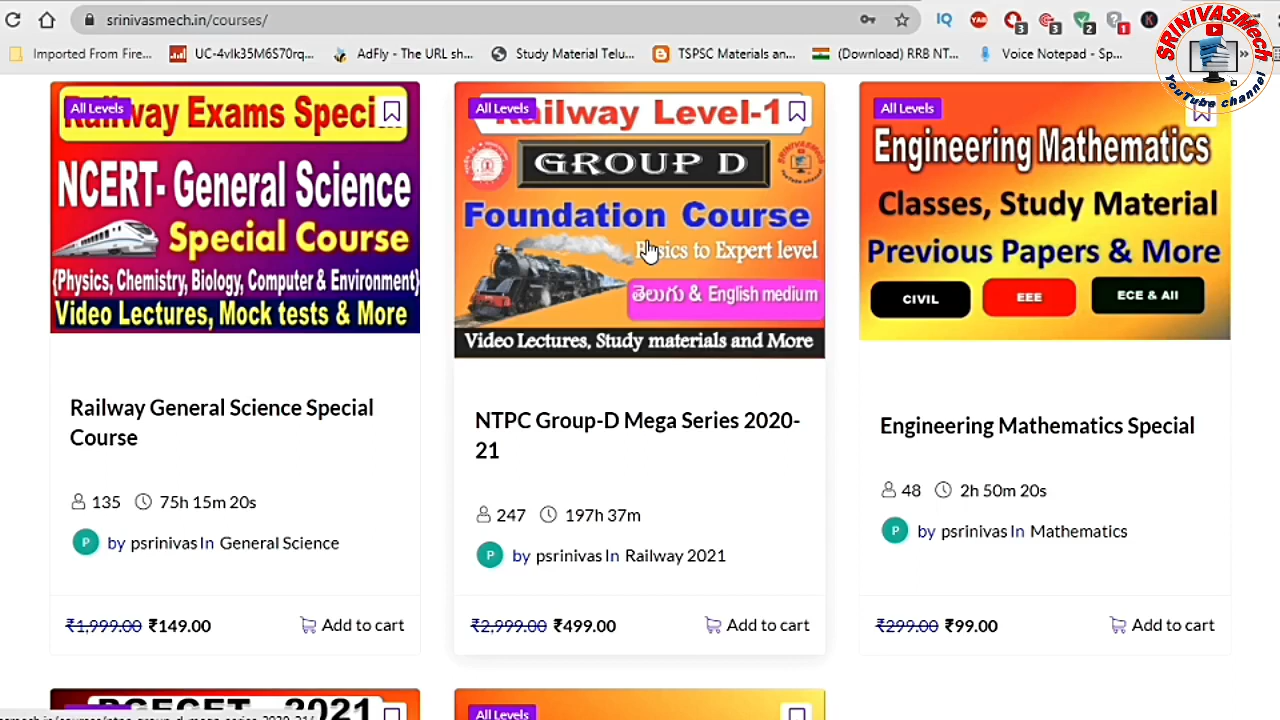 srinivasmech.in/courses/
Imported From Fire...
UC-4vlk35M6S70rq...
AdFly - The URL sh...
Study Material Telu...
TSPSC Materials an...
(Download) RRB NT...
Voice Notepad - Sp...
SRINIVASMech
YouTube channel
All Levels
Railway Exams Speci...
NCERT- General Science
Special Course
{Physics, Chemistry, Biology, Computer & Environment}
Video Lectures, Mock tests & More
Railway General Science Special
Course
135 75h 15m 20s
by psrinivas In General Science
₹1,999.00 ₹149.00 Add to cart
All Levels
Railway Level-1
GROUP D
Foundation Course
to Expert level
తెలుగు & English medium
Video Lectures, Study materials and More
NTPC Group-D Mega Series 2020-
21
247 197h 37m
by psrinivas In Railway 2021
₹2,999.00 ₹499.00 Add to cart
All Levels
Engineering Mathematics
Classes, Study Material
Previous Papers & More
CIVIL EEE ECE & All
Engineering Mathematics Special
48 2h 50m 20s
by psrinivas In Mathematics
₹299.00 ₹99.00 Add to cart
2021
All Levels